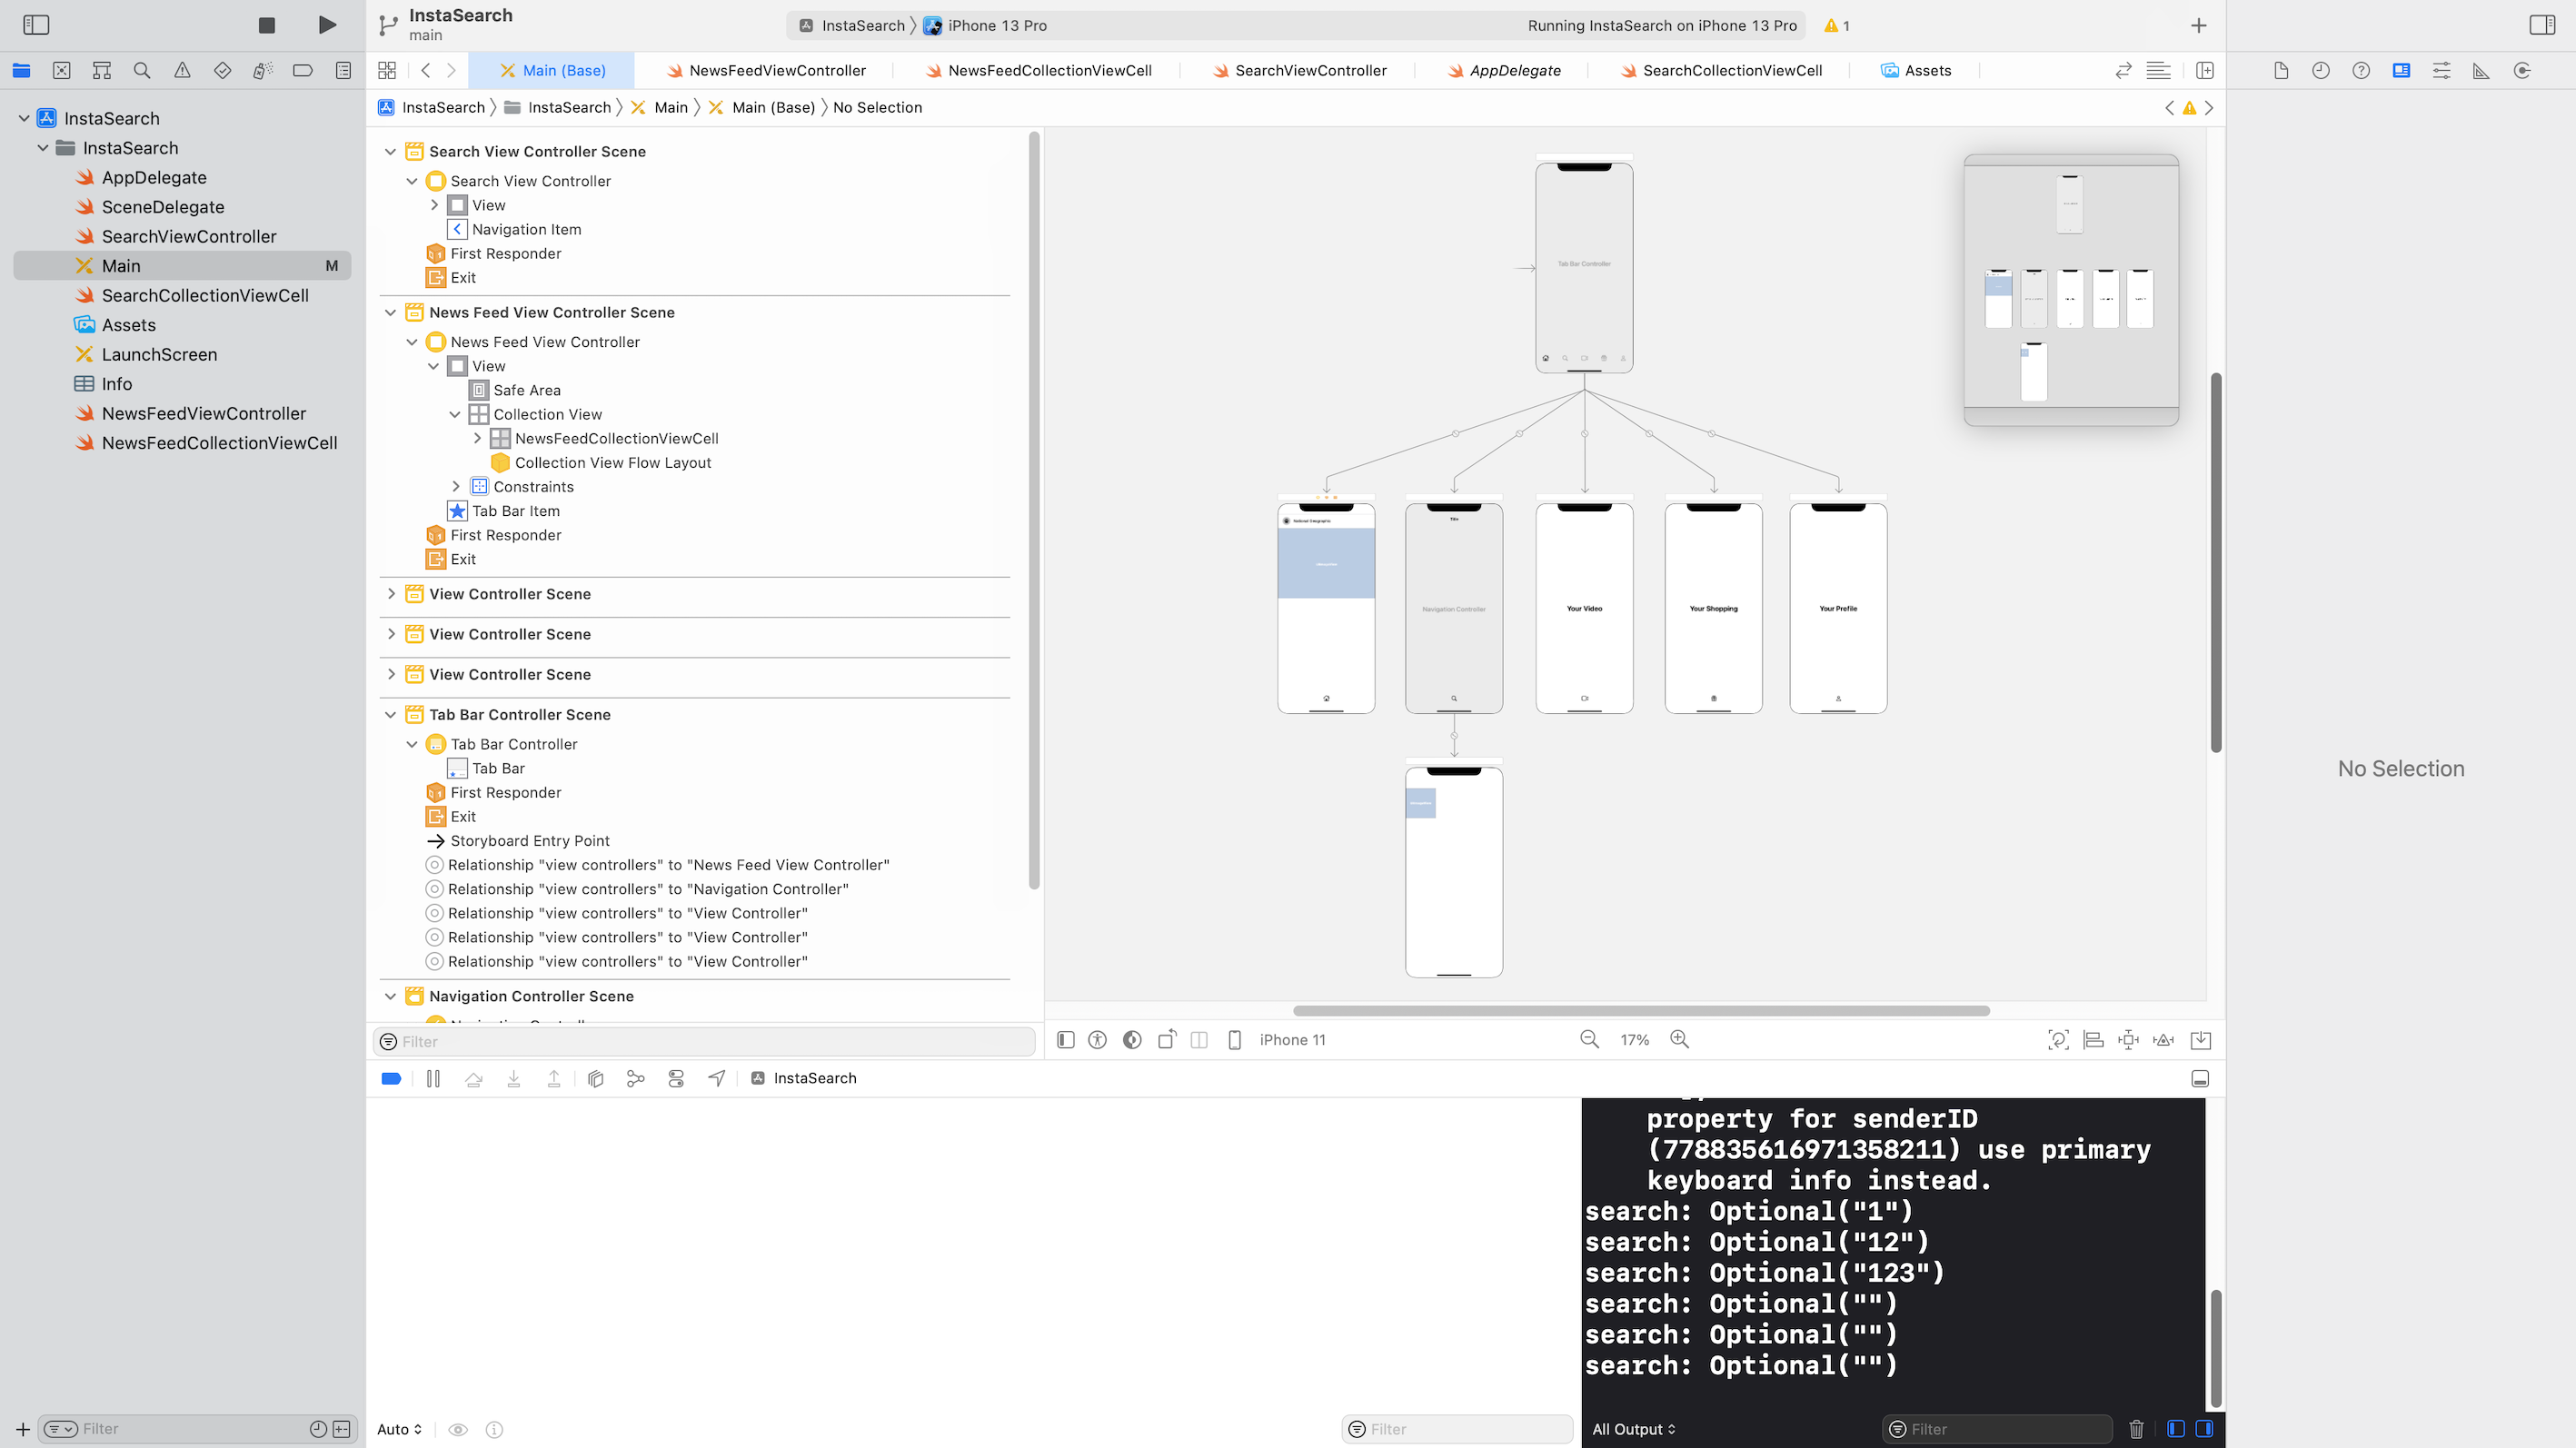 InstaSearch
main
InstaSearch
iPhone 13 Pro
Running InstaSearch on iPhone 13 Pro
1
Main (Base)
NewsFeedViewController
NewsFeedCollectionViewCell
SearchViewController
AppDelegate
SearchCollectionViewCell
Assets
InstaSearch
InstaSearch
Main
Main (Base)
No Selection
InstaSearch
InstaSearch
AppDelegate
SceneDelegate
SearchViewController
Main
M
SearchCollectionViewCell
Assets
LaunchScreen
Info
NewsFeedViewController
NewsFeedCollectionViewCell
Search View Controller Scene
Search View Controller
View
Navigation Item
First Responder
Exit
News Feed View Controller Scene
News Feed View Controller
View
Safe Area
Collection View
NewsFeedCollectionViewCell
Collection View Flow Layout
Constraints
Tab Bar Item
First Responder
Exit
View Controller Scene
View Controller Scene
View Controller Scene
Tab Bar Controller Scene
Tab Bar Controller
Tab Bar
First Responder
Exit
Storyboard Entry Point
Relationship "view controllers" to "News Feed View Controller"
Relationship "view controllers" to "Navigation Controller"
Relationship "view controllers" to "View Controller"
Relationship "view controllers" to "View Controller"
Relationship "view controllers" to "View Controller"
Navigation Controller Scene
Filter
Tab Bar Controller
National Geographic
Title
Navigation Controller
Your Video
Your Shopping
Your Prefile
iPhone 11
17%
No Selection
InstaSearch
property for senderID
(778835616971358211) use primary
keyboard info instead.
search: Optional("1")
search: Optional("12")
search: Optional("123")
search: Optional("")
search: Optional("")
search: Optional("")
Filter
Auto
Filter
All Output
Filter